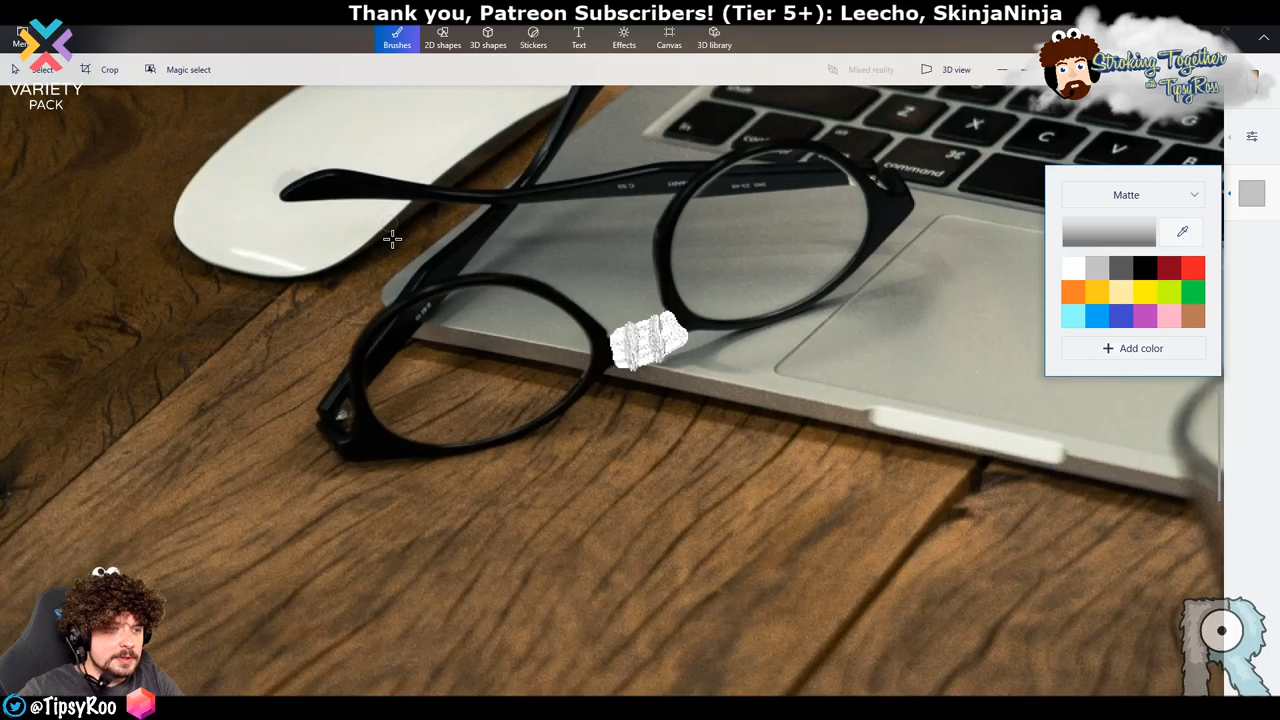 Thank you, Patreon Subscribers! (Tier 5+): Leecho, SkinjaNinja
Brushes 2D shapes 3D shapes Stickers Text Effects Canvas 3D library
Select Crop Magic select Mixed reality 3D view
Stroking Together
with TipsyRoss
VARIETY
PACK
Z X C V B
command
Matte
Add color
@TipsyRoo